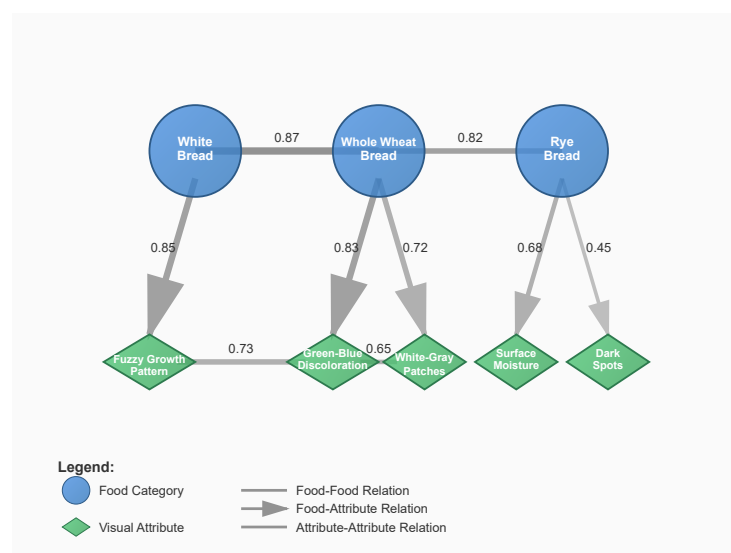 White
Bread
0.87
Whole Wheat
Bread
0.82
Rye
Bread
0.85
0.83
0.72
0.68
0.45
Fuzzy Growth
Pattern
0.73
Green-Blue
Discoloration
0.65
White-Gray
Patches
Surface
Moisture
Dark
Spots
Legend:
Food Category
Food-Food Relation
Food-Attribute Relation
Visual Attribute
Attribute-Attribute Relation